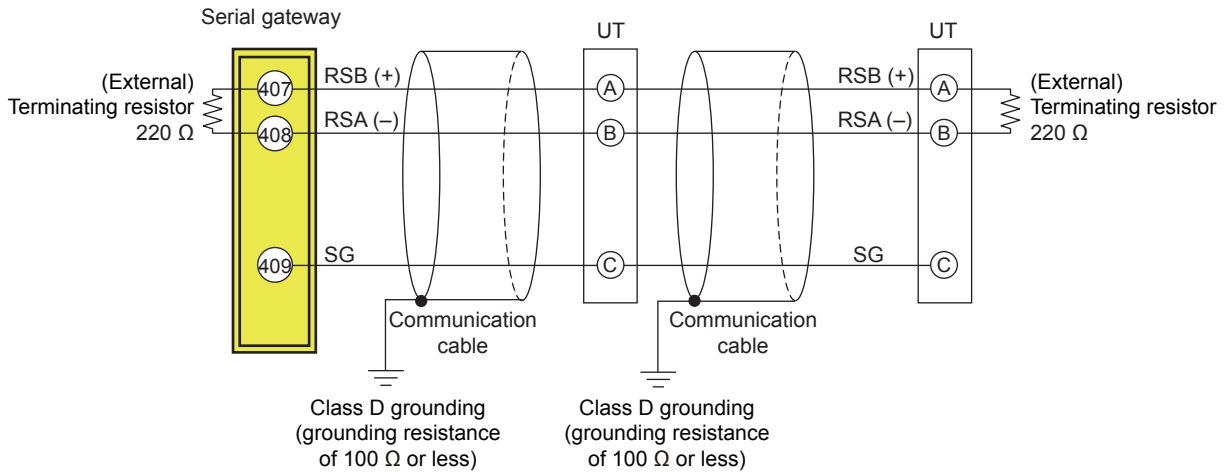 Serial gateway
UT
UT
(External)
Terminating resistor
220 Ω
407
RSB (+)
A
RSB (+)
A
(External)
Terminating resistor
220 Ω
408
RSA (–)
B
RSA (–)
B
409
SG
C
SG
C
Communication
cable
Communication
cable
Class D grounding
(grounding resistance
of 100 Ω or less)
Class D grounding
(grounding resistance
of 100 Ω or less)